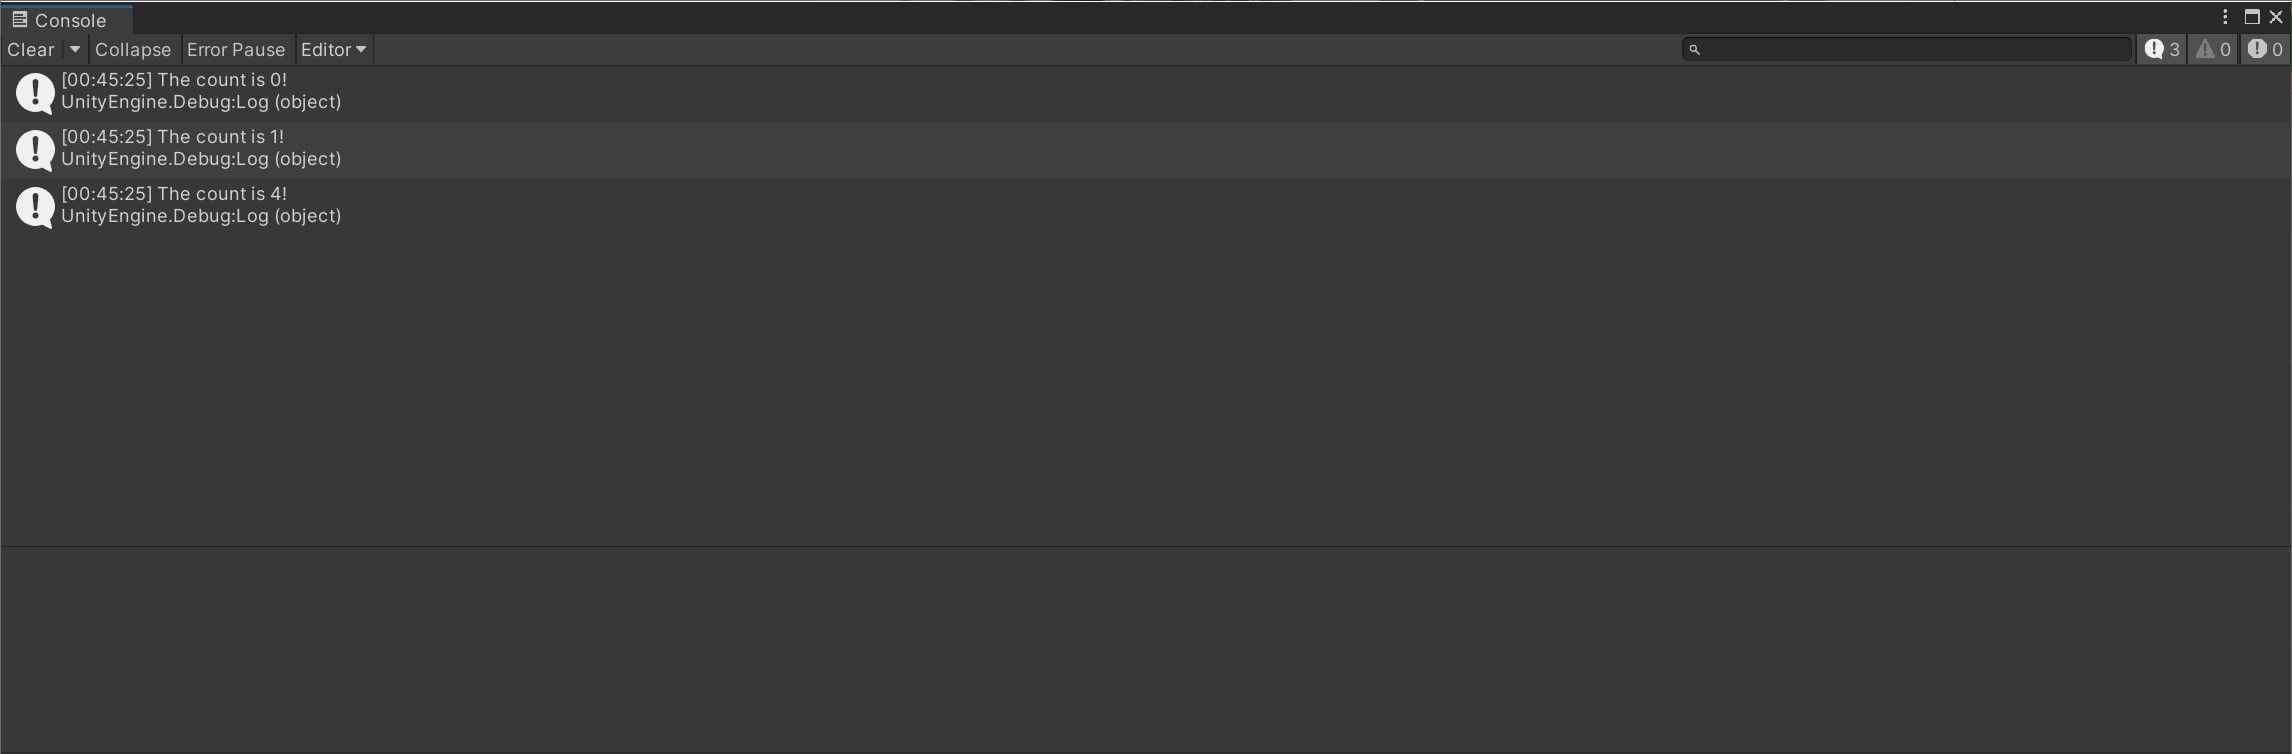 Console
Clear Collapse Error Pause Editor 3 0 0
[00:45:25] The count is 0!
UnityEngine.Debug:Log (object)
[00:45:25] The count is 1!
UnityEngine.Debug:Log (object)
[00:45:25] The count is 4!
UnityEngine.Debug:Log (object)